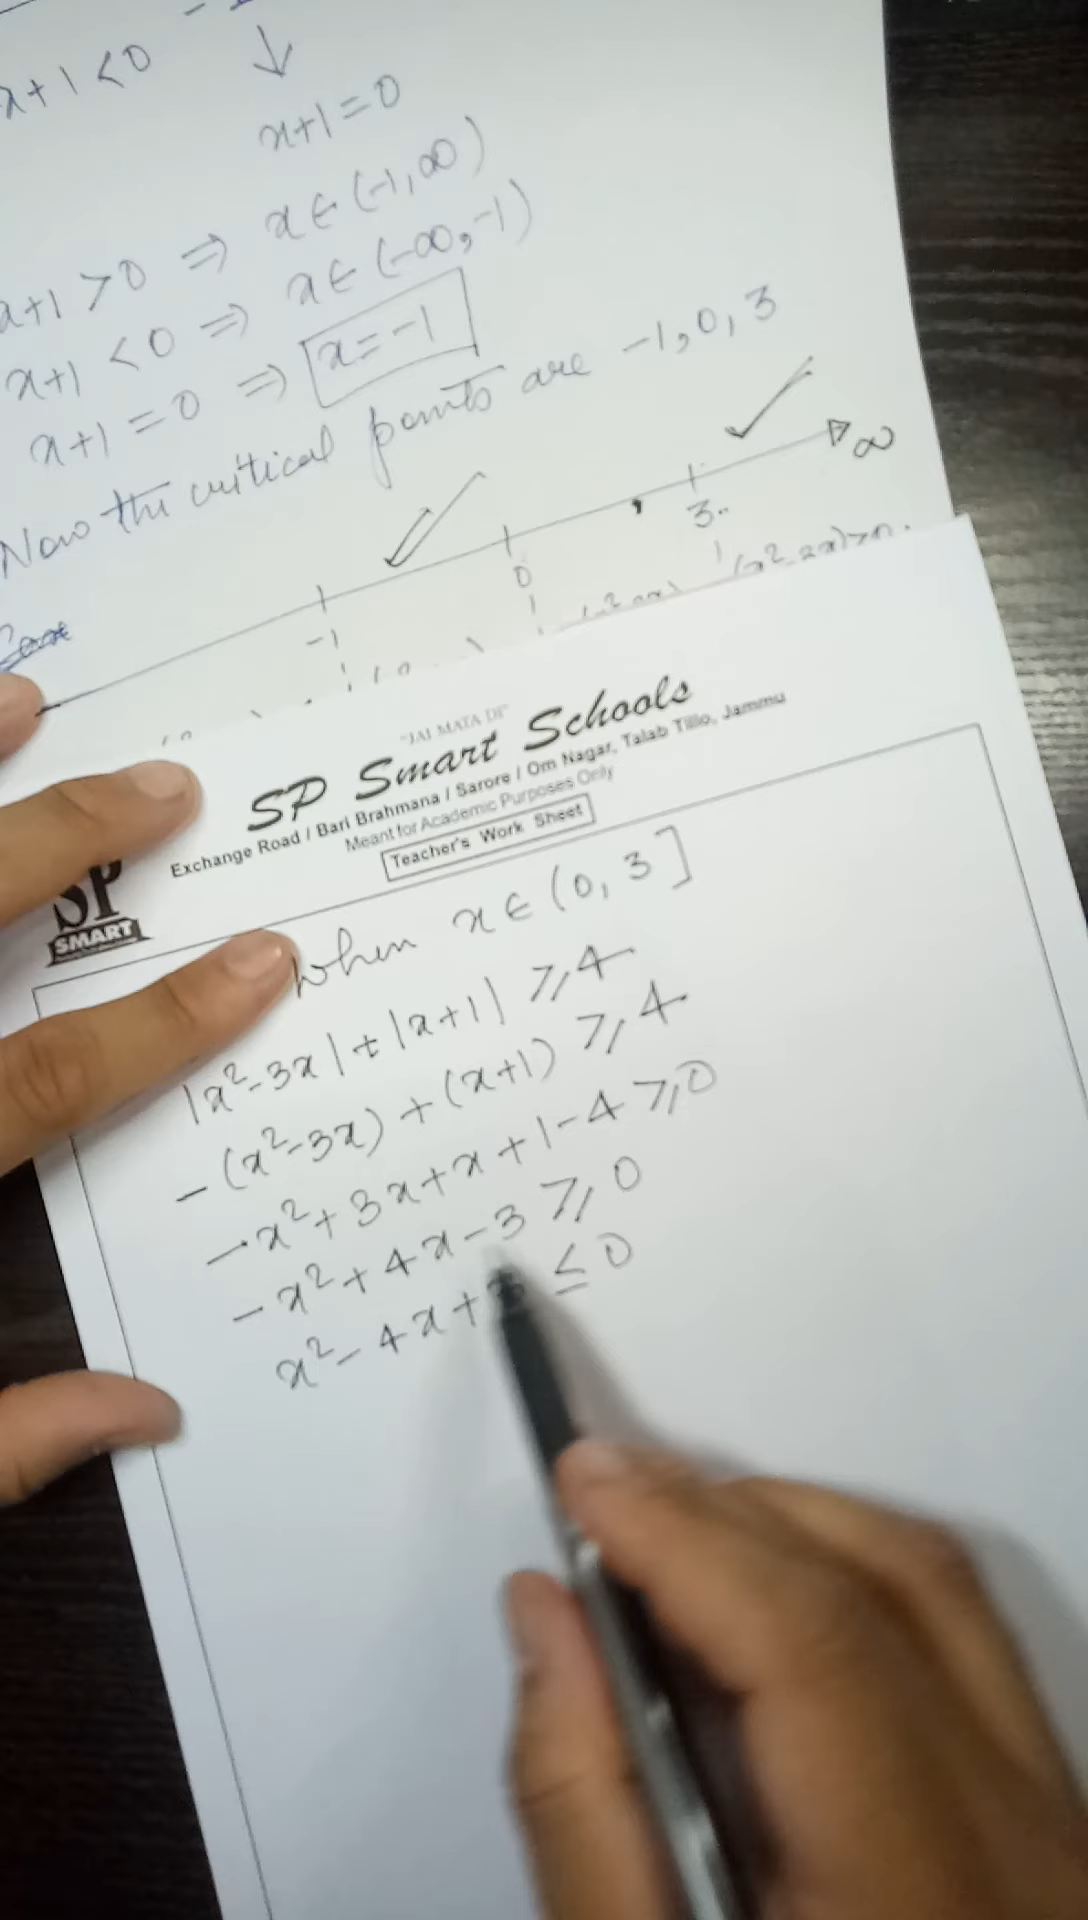 x+1<0
x+1=0
x+1>0 ⇒ x∈(-1,∞)
x+1<0 ⇒ x∈(-∞,-1)
x+1=0 ⇒ x=-1
Now the critical points are -1,0,3
-1 0 3 ∞
"JAI MATA DI"
SP Smart Schools
Exchange Road / Bari Brahmana / Sarore / Om Nagar, Talab Tillo, Jammu
Meant for Academic Purposes Only
Teacher's Work Sheet
SP
SMART
When x∈(0,3]
|x²-3x|+|x+1|≥4
-(x²-3x)+(x+1)≥4
-x²+3x+x+1-4≥0
-x²+4x-3≥0
x²-4x+ ≤0